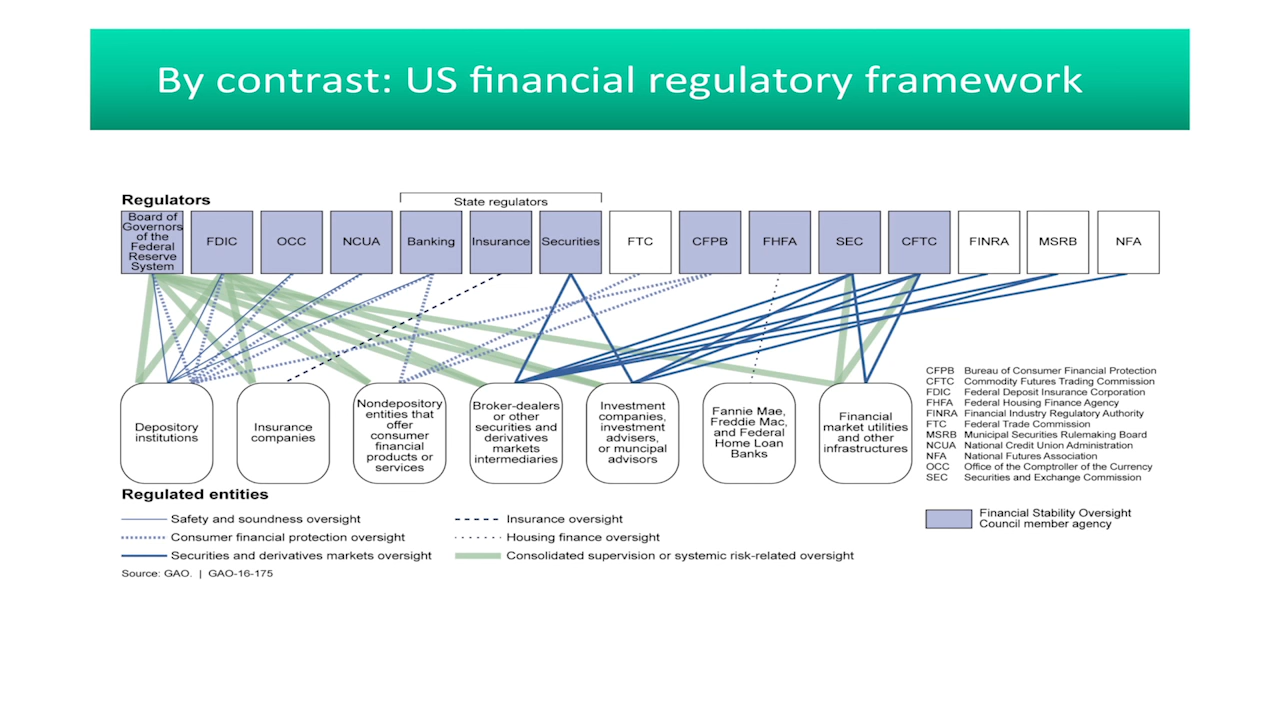 By contrast: US financial regulatory framework
Regulators
State regulators
Board of
Governors
of the
Federal
Reserve
System
FDIC
OCC
NCUA
Banking
Insurance
Securities
FTC
CFPB
FHFA
SEC
CFTC
FINRA
MSRB
NFA
Depository
institutions
Insurance
companies
Nondepository
entities that
offer
consumer
financial
products or
services
Broker-dealers
or other
securities and
derivatives
markets
intermediaries
Investment
companies,
investment
advisers,
or muncipal
advisors
Fannie Mae,
Freddie Mac,
and Federal
Home Loan
Banks
Financial
market utilities
and other
infrastructures
CFPB Bureau of Consumer Financial Protection
CFTC Commodity Futures Trading Commission
FDIC Federal Deposit Insurance Corporation
FHFA Federal Housing Finance Agency
FINRA Financial Industry Regulatory Authority
FTC Federal Trade Commission
MSRB Municipal Securities Rulemaking Board
NCUA National Credit Union Administration
NFA National Futures Association
OCC Office of the Comptroller of the Currency
SEC Securities and Exchange Commission
Regulated entities
Safety and soundness oversight
Consumer financial protection oversight
Securities and derivatives markets oversight
Insurance oversight
Housing finance oversight
Consolidated supervision or systemic risk-related oversight
Financial Stability Oversight
Council member agency
Source: GAO. | GAO-16-175